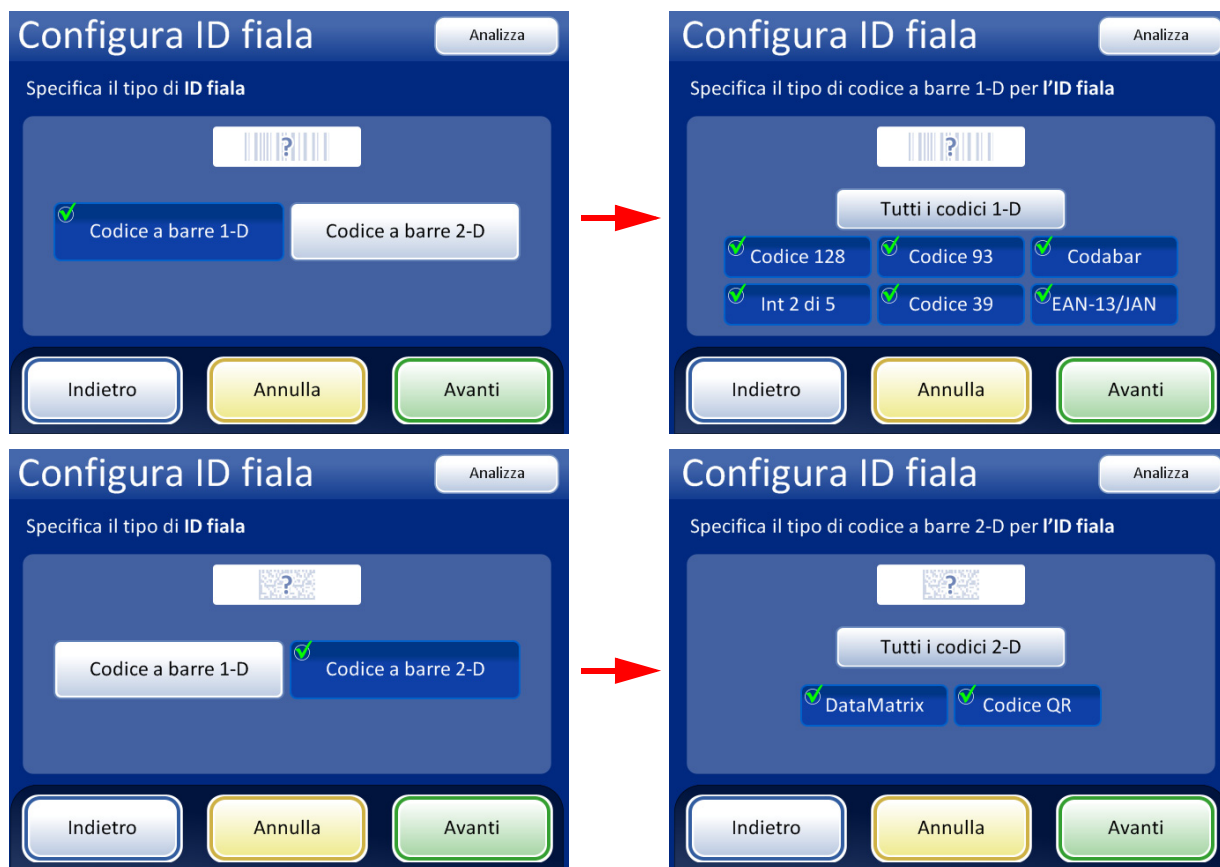 Configura ID fiala
Analizza
Specifica il tipo di ID fiala
?
Codice a barre 1-D
Codice a barre 2-D
Indietro
Annulla
Avanti
Configura ID fiala
Analizza
Specifica il tipo di codice a barre 1-D per l’ID fiala
?
Tutti i codici 1-D
Codice 128
Codice 93
Codabar
Int 2 di 5
Codice 39
EAN-13/JAN
Indietro
Annulla
Avanti
Configura ID fiala
Analizza
Specifica il tipo di ID fiala
?
Codice a barre 1-D
Codice a barre 2-D
Indietro
Annulla
Avanti
Configura ID fiala
Analizza
Specifica il tipo di codice a barre 2-D per l’ID fiala
?
Tutti i codici 2-D
DataMatrix
Codice QR
Indietro
Annulla
Avanti